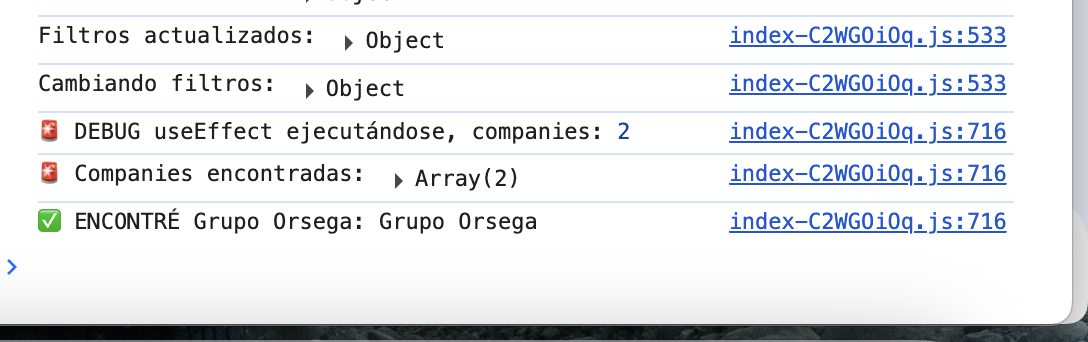 Filtros actualizados: ▶ Object index-C2WGOiOq.js:533
Cambiando filtros: ▶ Object index-C2WGOiOq.js:533
🚨 DEBUG useEffect ejecutándose, companies: 2 index-C2WGOiOq.js:716
🚨 Companies encontradas: ▶ Array(2) index-C2WGOiOq.js:716
✅ ENCONTRÉ Grupo Orsega: Grupo Orsega index-C2WGOiOq.js:716